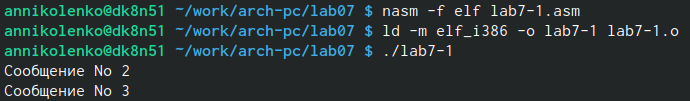 annikolenko@dk8n51 ~/work/arch-pc/lab07 $ nasm -f elf lab7-1.asm
annikolenko@dk8n51 ~/work/arch-pc/lab07 $ ld -m elf_i386 -o lab7-1 lab7-1.o
annikolenko@dk8n51 ~/work/arch-pc/lab07 $ ./lab7-1
Сообщение No 2
Сообщение No 3